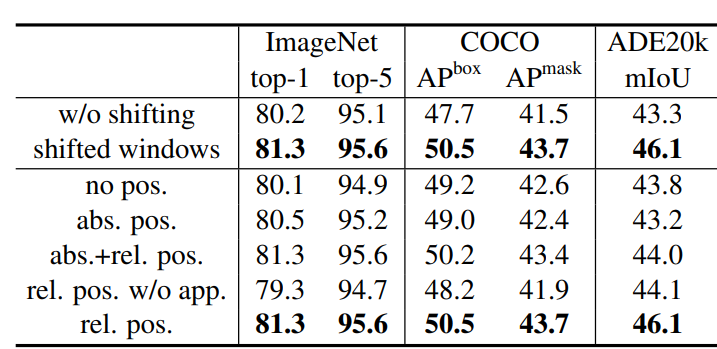 ImageNet COCO ADE20k
top-1 top-5 AP^box AP^mask mIoU
w/o shifting 80.2 95.1 47.7 41.5 43.3
shifted windows 81.3 95.6 50.5 43.7 46.1
no pos. 80.1 94.9 49.2 42.6 43.8
abs. pos. 80.5 95.2 49.0 42.4 43.2
abs.+rel. pos. 81.3 95.6 50.2 43.4 44.0
rel. pos. w/o app. 79.3 94.7 48.2 41.9 44.1
rel. pos. 81.3 95.6 50.5 43.7 46.1